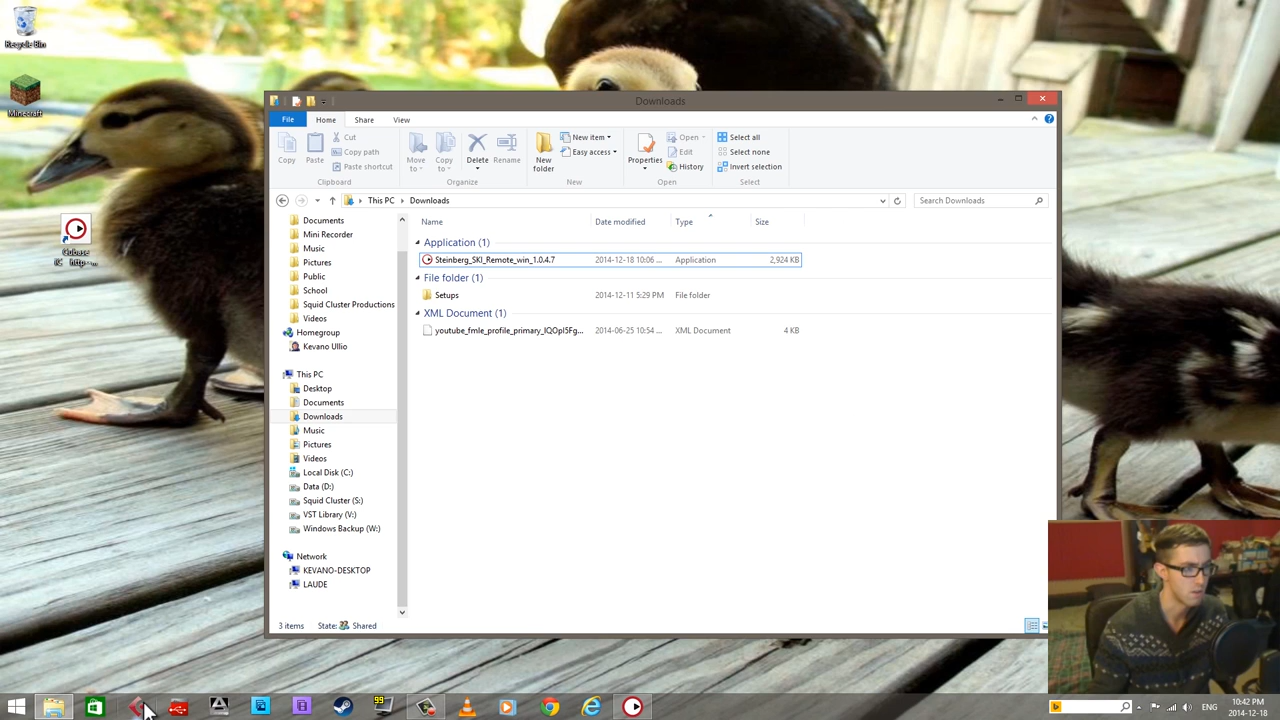 Recycle Bin
Minecraft
Cubase
iC http-...
Downloads
File
Home
Share
View
Copy
Paste
Cut
Copy path
Paste shortcut
Clipboard
Move to
Copy to
Delete
Rename
Organize
New folder
New item
Easy access
New
Properties
Open
Edit
History
Open
Select all
Select none
Invert selection
Select
This PC
Downloads
Search Downloads
Name
Date modified
Type
Size
Application (1)
Steinberg_SKI_Remote_win_1.0.4.7
2014-12-18 10:06 ...
Application
2,924 KB
File folder (1)
Setups
2014-12-11 5:29 PM
File folder
XML Document (1)
2014-06-25 10:54 ...
XML Document
4 KB
Documents
Mini Recorder
Music
Pictures
Public
School
Squid Cluster Productions
Videos
Homegroup
Kevano Ullio
This PC
Desktop
Documents
Downloads
Music
Pictures
Videos
Local Disk (C:)
Data (D:)
Squid Cluster (S:)
VST Library (V:)
Windows Backup (W:)
Network
KEVANO-DESKTOP
LAUDE
3 items
State:
Shared
99
ENG
10:42 PM
2014-12-18